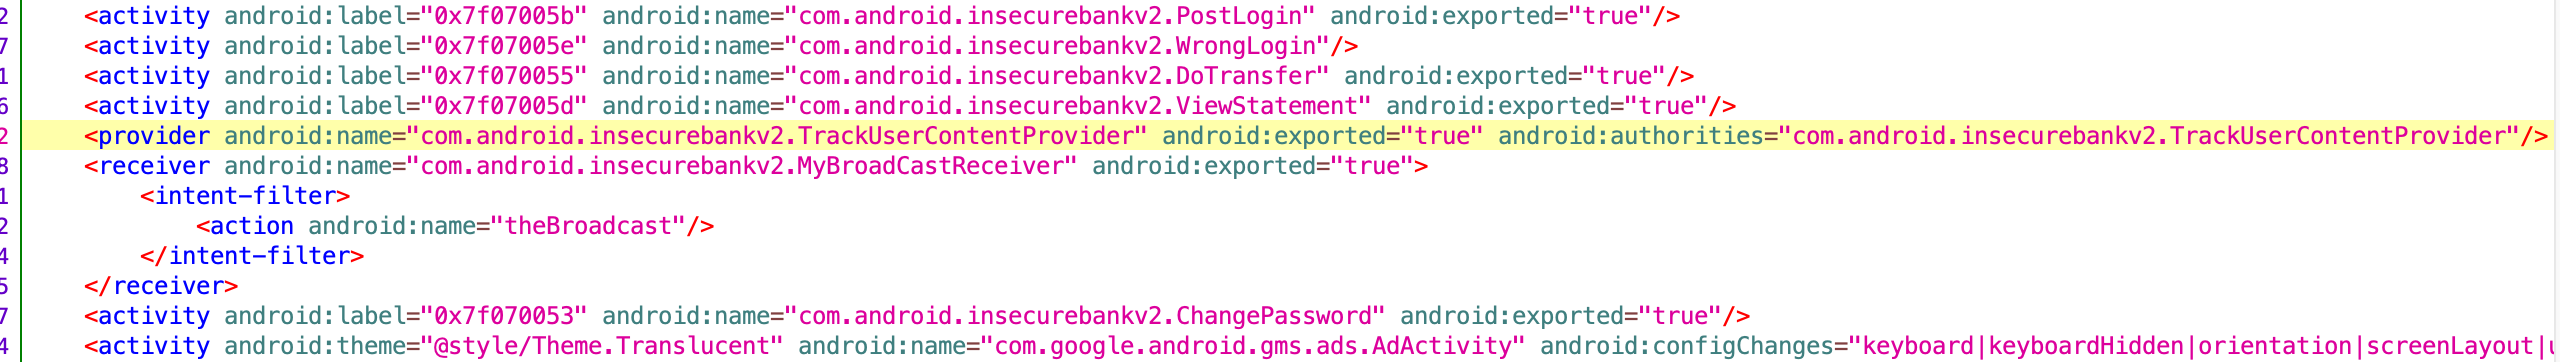 2 <activity android:label="0x7f07005b" android:name="com.android.insecurebankv2.PostLogin" android:exported="true"/>
7 <activity android:label="0x7f07005e" android:name="com.android.insecurebankv2.WrongLogin"/>
1 <activity android:label="0x7f070055" android:name="com.android.insecurebankv2.DoTransfer" android:exported="true"/>
6 <activity android:label="0x7f07005d" android:name="com.android.insecurebankv2.ViewStatement" android:exported="true"/>
2 <provider android:name="com.android.insecurebankv2.TrackUserContentProvider" android:exported="true" android:authorities="com.android.insecurebankv2.TrackUserContentProvider"/>
8 <receiver android:name="com.android.insecurebankv2.MyBroadCastReceiver" android:exported="true">
1 <intent-filter>
2 <action android:name="theBroadcast"/>
4 </intent-filter>
5 </receiver>
7 <activity android:label="0x7f070053" android:name="com.android.insecurebankv2.ChangePassword" android:exported="true"/>
4 <activity android:theme="@style/Theme.Translucent" android:name="com.google.android.gms.ads.AdActivity" android:configChanges="keyboard|keyboardHidden|orientation|screenLayout|